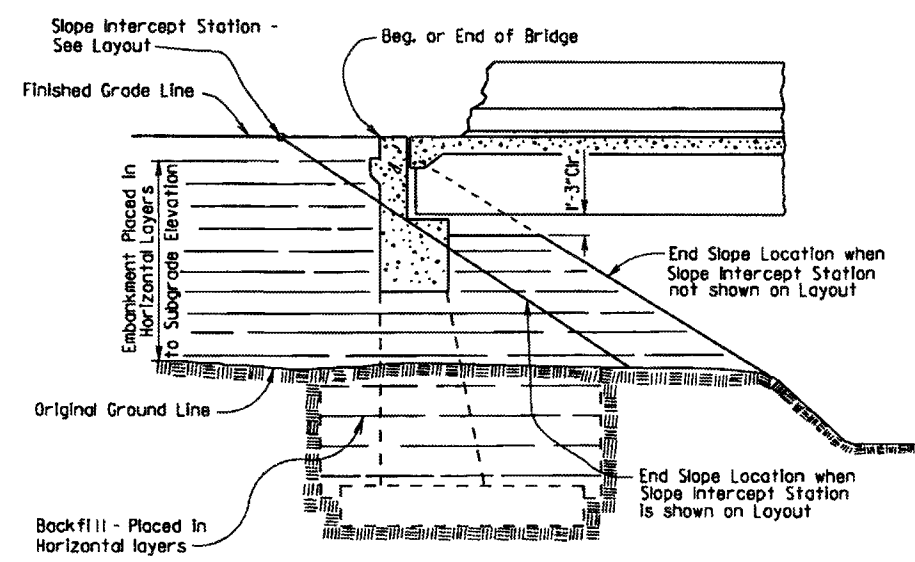 Slope Intercept Station -
See Layout
Beg. or End of Bridge
Finished Grade Line
Embankment Placed in
Horizontal Layers
to Subgrade Elevation
1'-3"Clr.
End Slope Location when
Slope Intercept Station
not shown on Layout
Original Ground Line
End Slope Location when
Slope Intercept Station
is shown on Layout
Backfill - Placed in
Horizontal layers